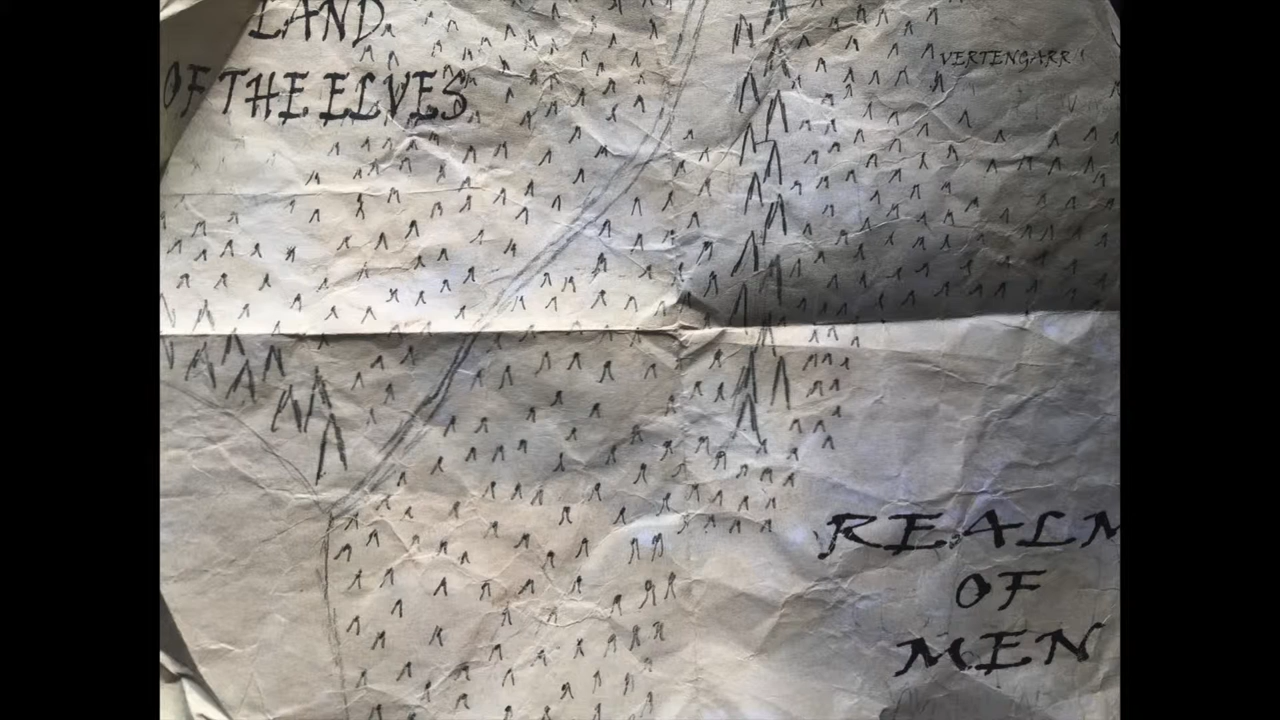 LAND
OF THE ELVES
VERTENGARR
REALM
OF
MEN